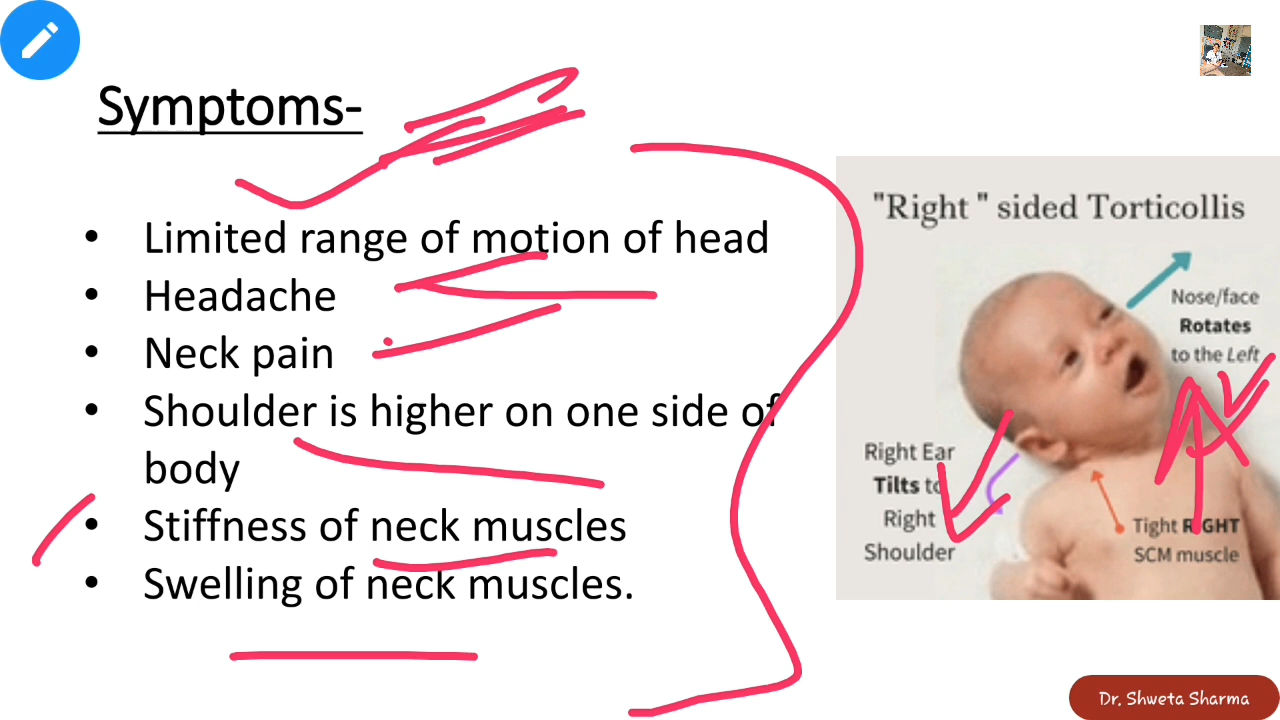 Symptoms-
• Limited range of motion of head
• Headache
• Neck pain
• Shoulder is higher on one side of
body
• Stiffness of neck muscles
• Swelling of neck muscles.
"Right " sided Torticollis
Nose/face
Rotates
to the Left
Right Ear
Tilts to
Right
Shoulder
Tight RIGHT
SCM muscle
Dr. Shweta Sharma